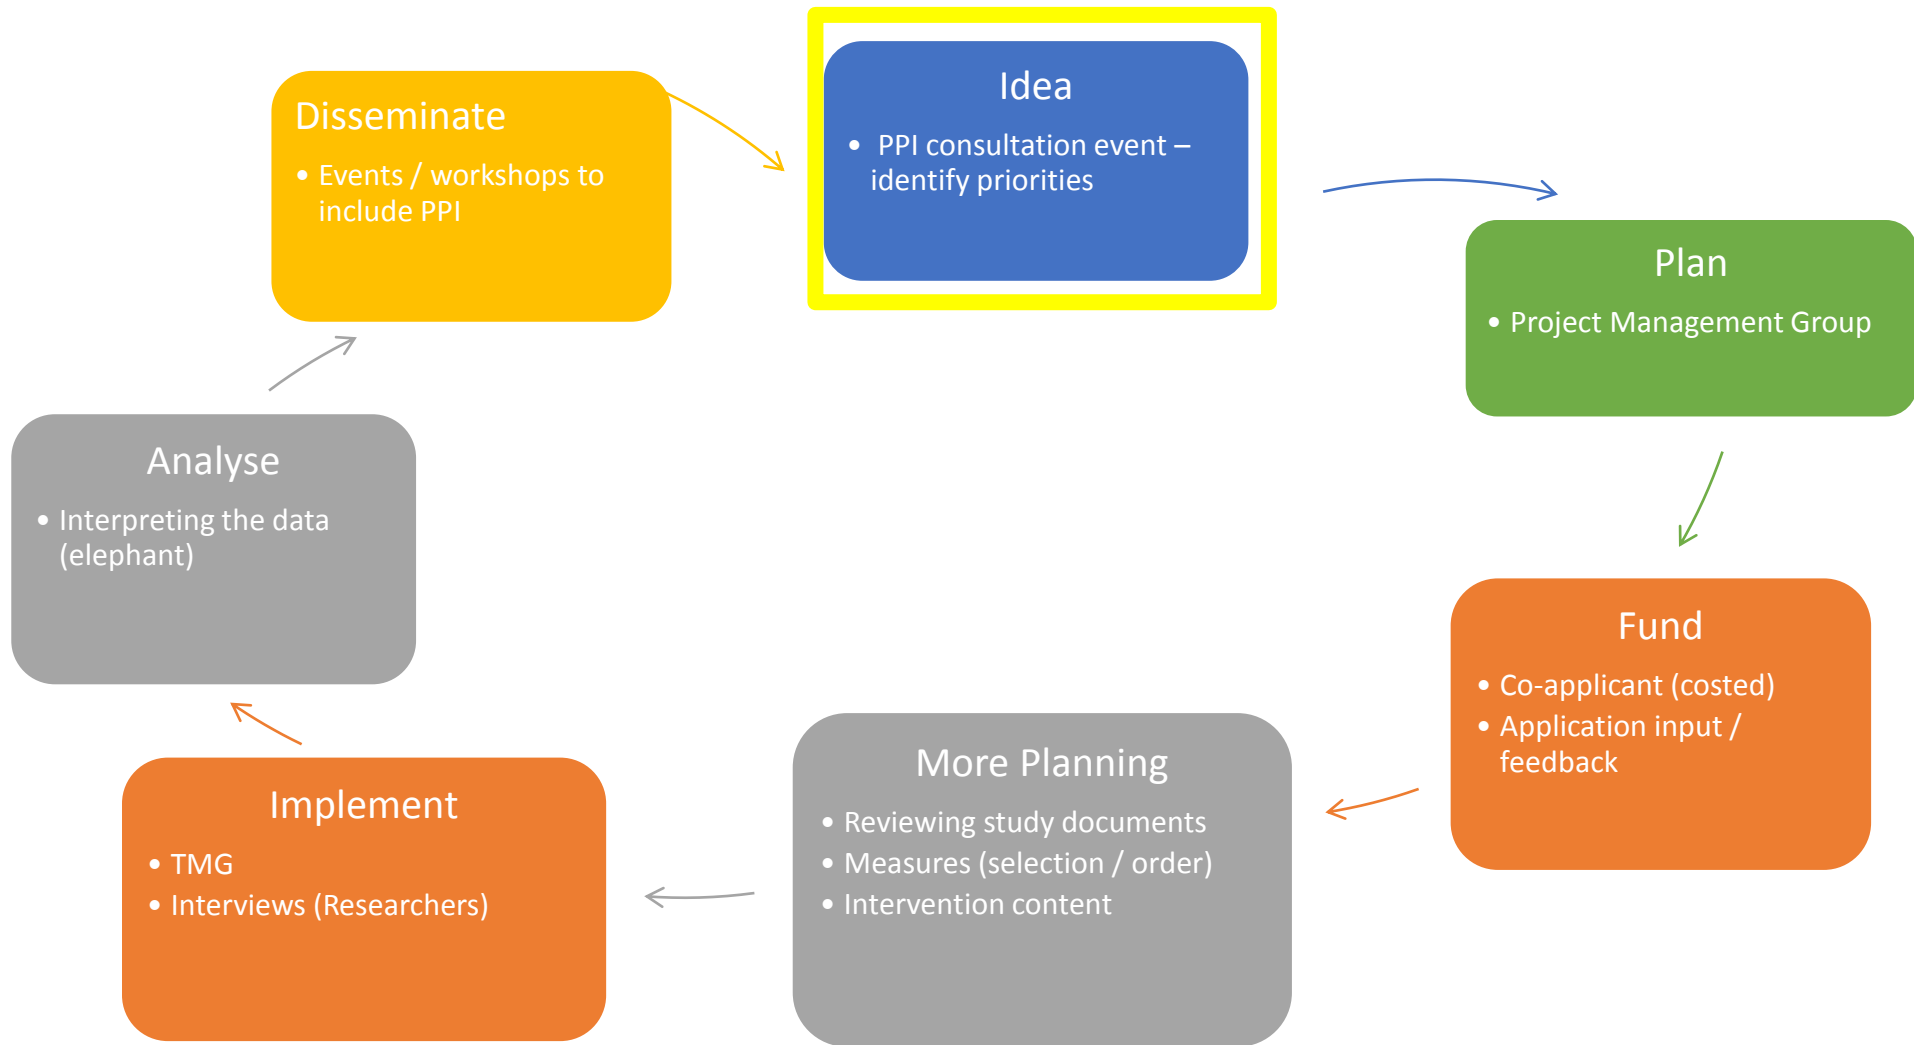 Idea
• PPI consultation event –
identify priorities
Plan
• Project Management Group
Fund
• Co-applicant (costed)
• Application input /
feedback
More Planning
• Reviewing study documents
• Measures (selection / order)
• Intervention content
Implement
• TMG
• Interviews (Researchers)
Analyse
• Interpreting the data
(elephant)
Disseminate
• Events / workshops to
include PPI